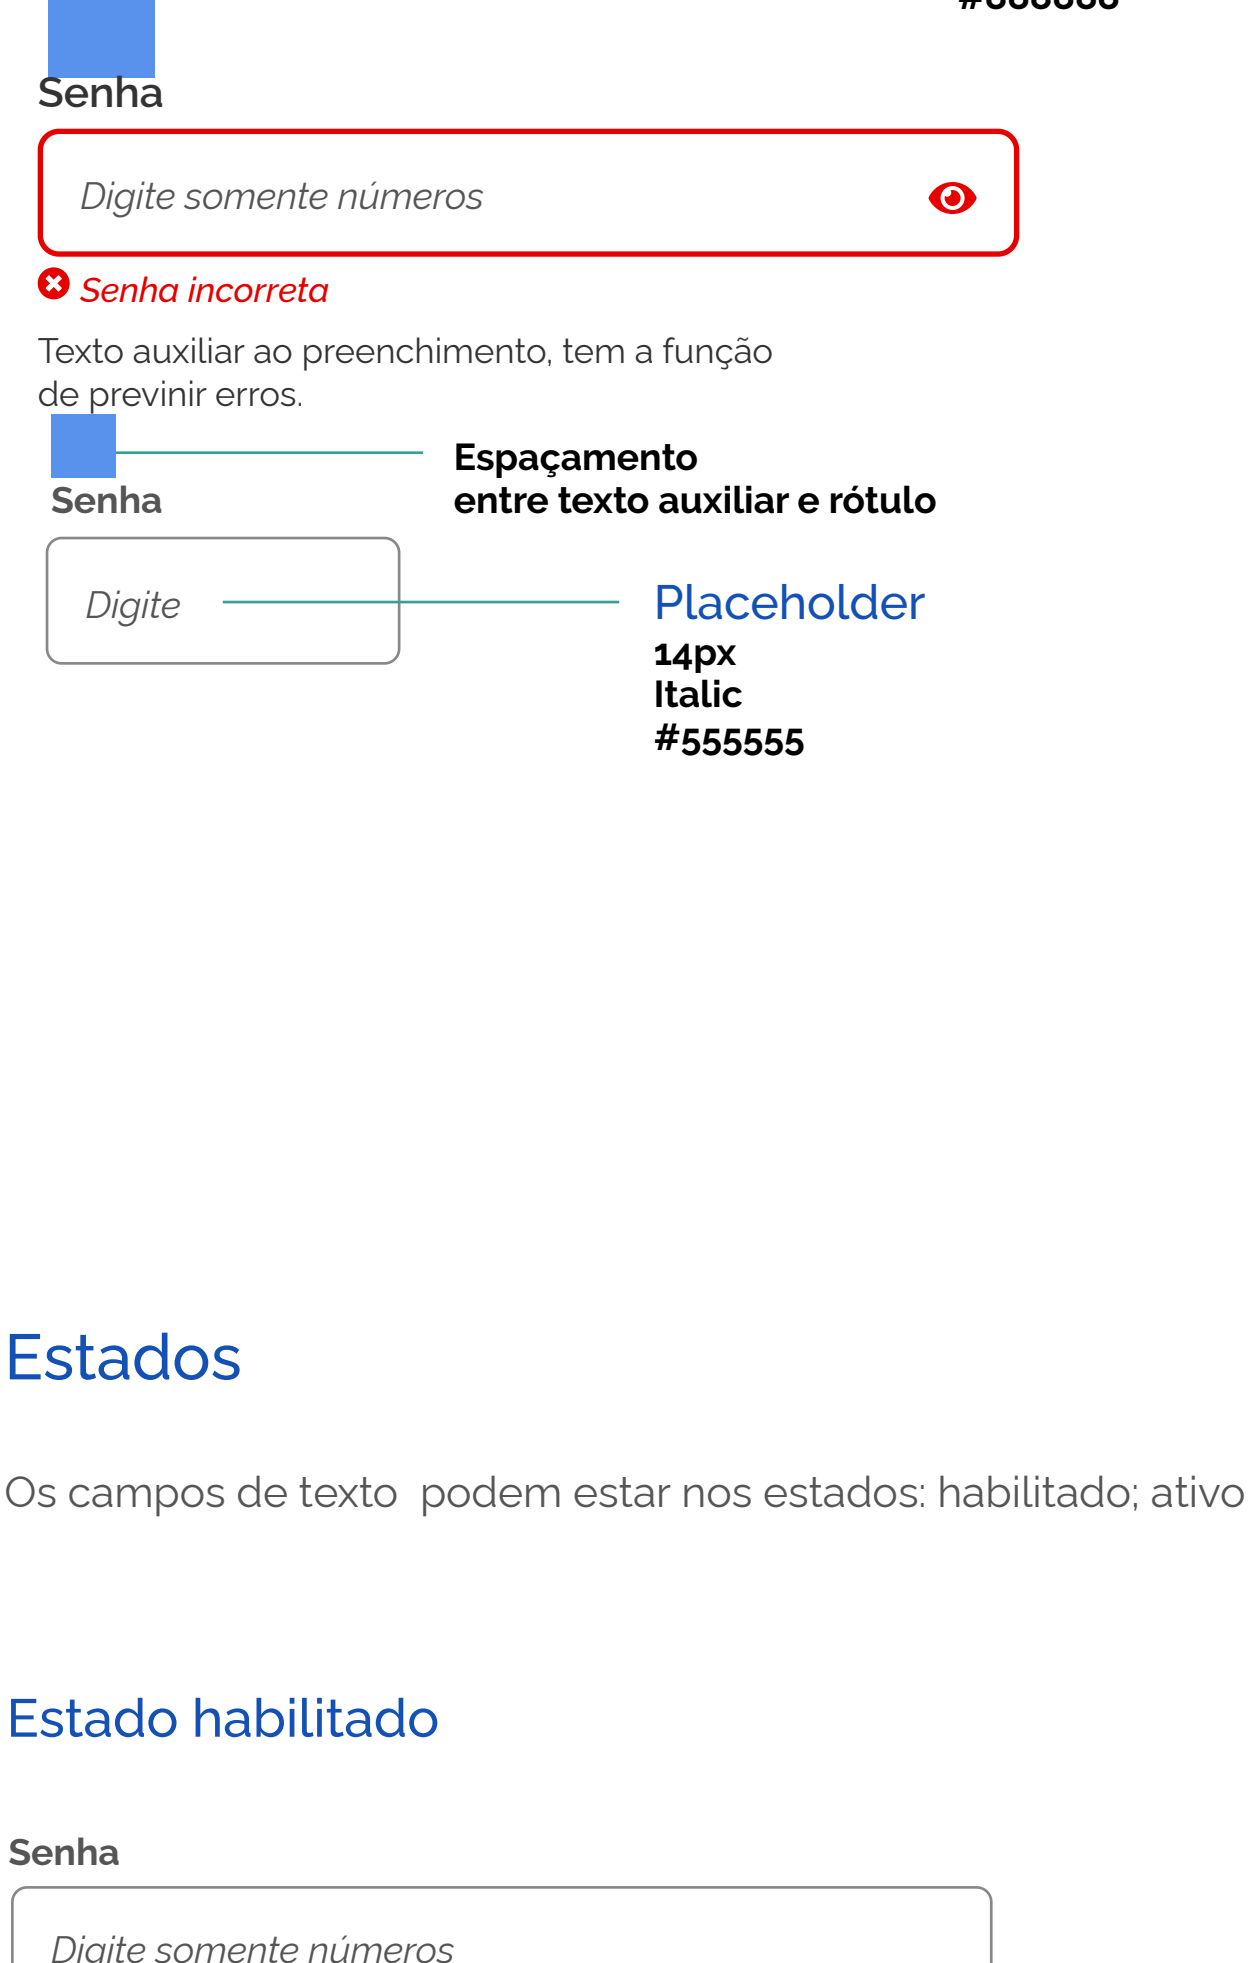 Senha
Digite somente números
Senha incorreta
Texto auxiliar ao preenchimento, tem a função
de previnir erros.
Espaçamento
entre texto auxiliar e rótulo
Senha
Digite
Placeholder
14px
Italic
#555555
Estados
Os campos de texto  podem estar nos estados: habilitado; ativo
Estado habilitado
Senha
Digite somente números